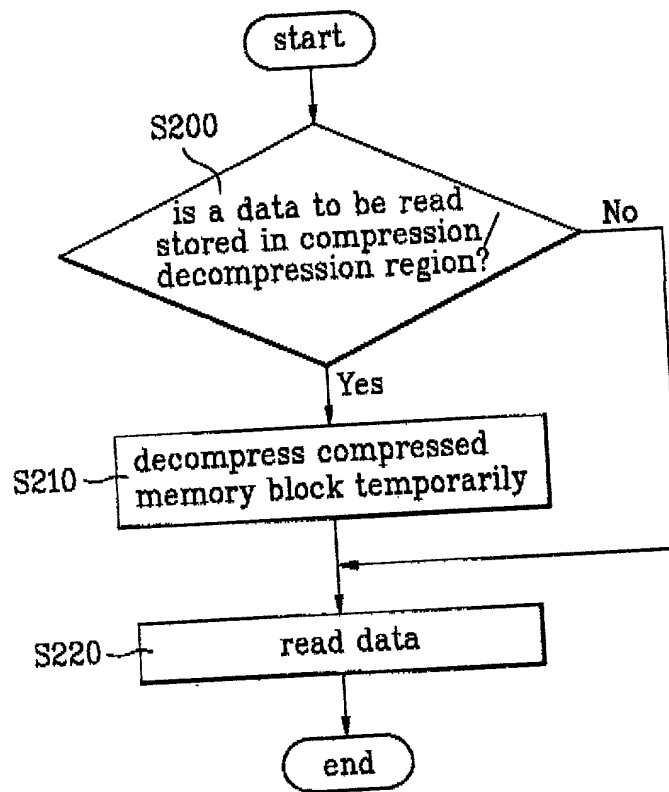 start
S200
is a data to be read
stored in compression/
decompression region?
No
Yes
S210
decompress compressed
memory block temporarily
S220
read data
end